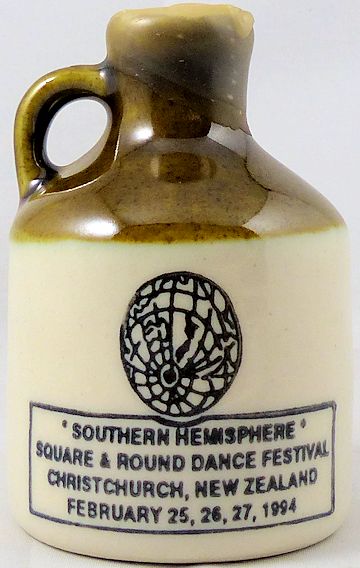 "SOUTHERN HEMISPHERE"
SQUARE & ROUND DANCE FESTIVAL
CHRISTCHURCH, NEW ZEALAND
FEBRUARY 25, 26, 27, 1994